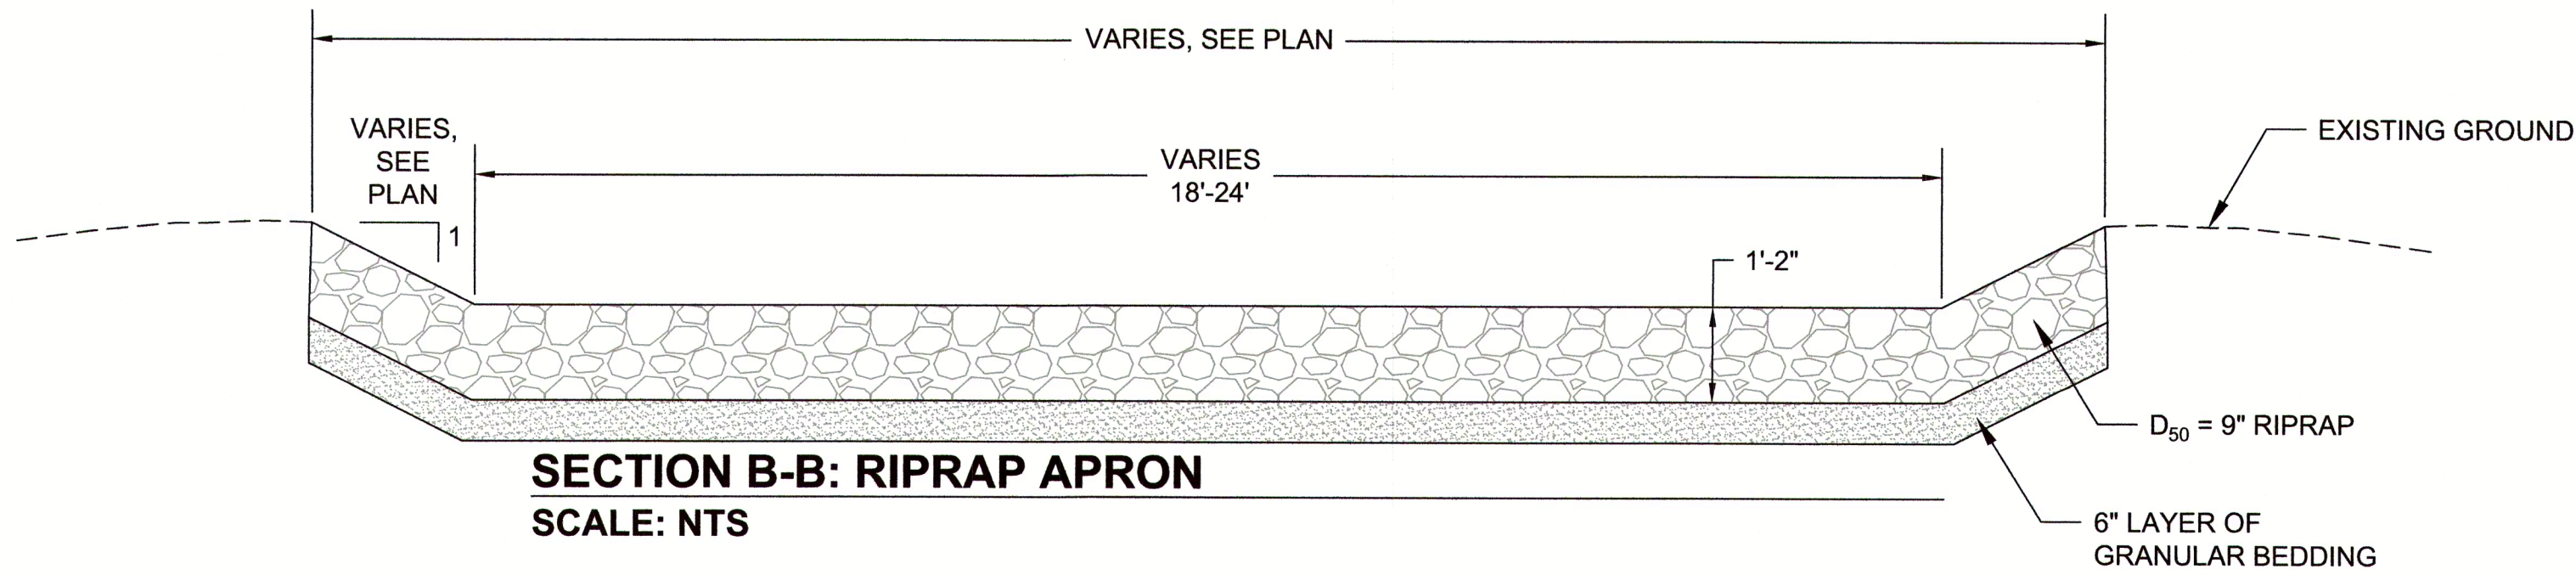 VARIES, SEE PLAN
VARIES,
SEE
PLAN
1
VARIES
18'-24'
EXISTING GROUND
1'-2"
D50 = 9" RIPRAP
6" LAYER OF
GRANULAR BEDDING
SECTION B-B: RIPRAP APRON
SCALE: NTS